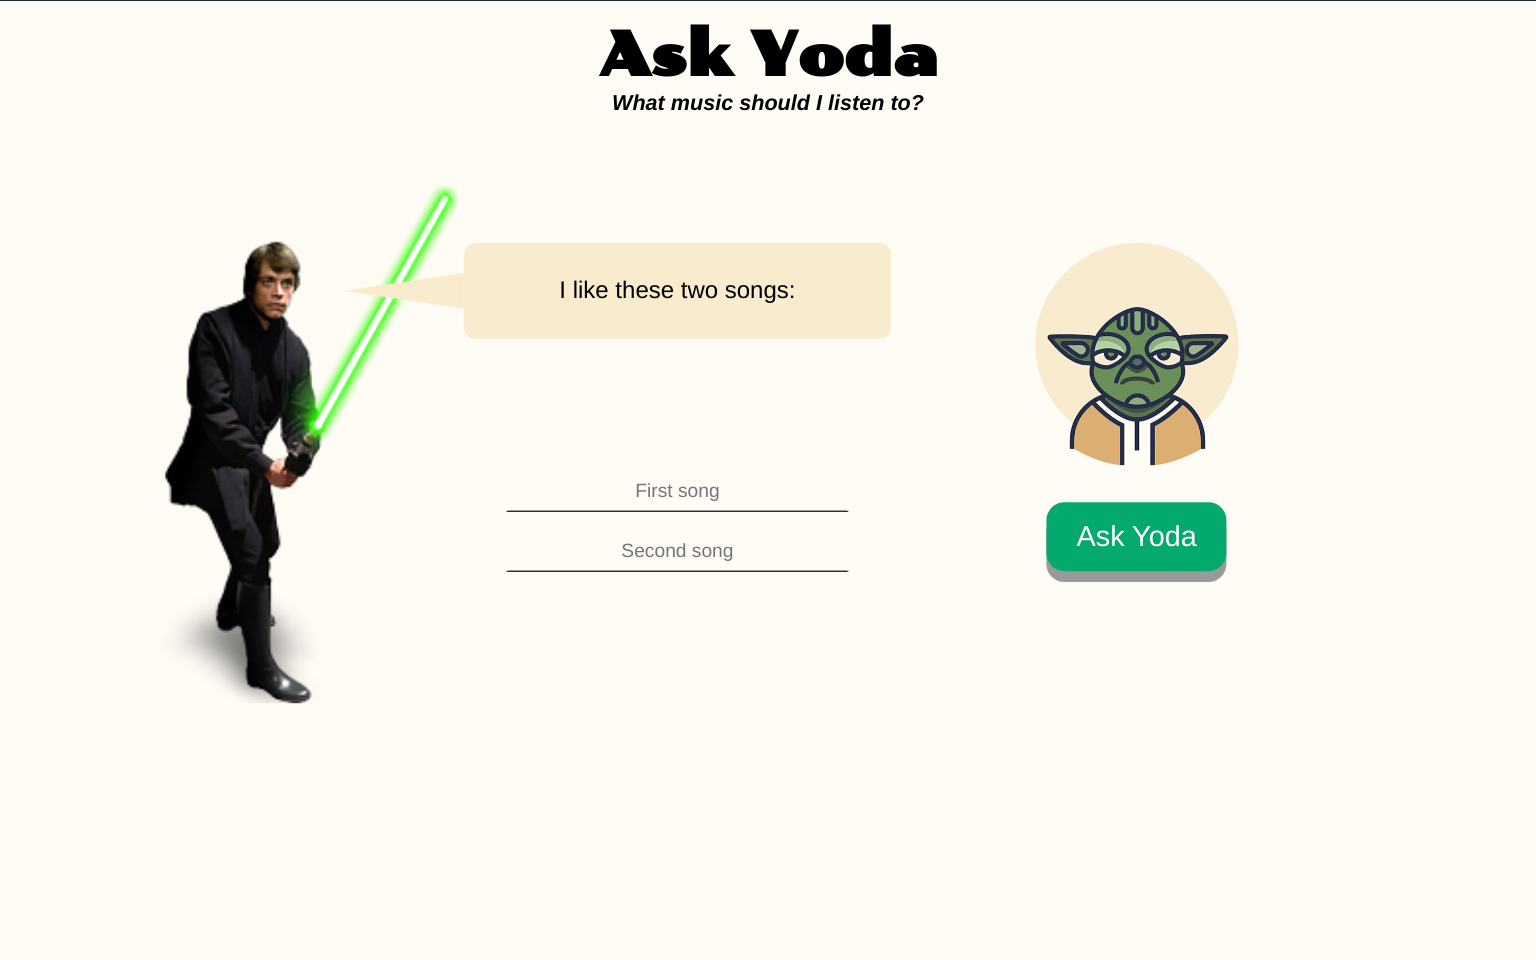 Ask Yoda
What music should I listen to?
I like these two songs:
First song
Second song
Ask Yoda